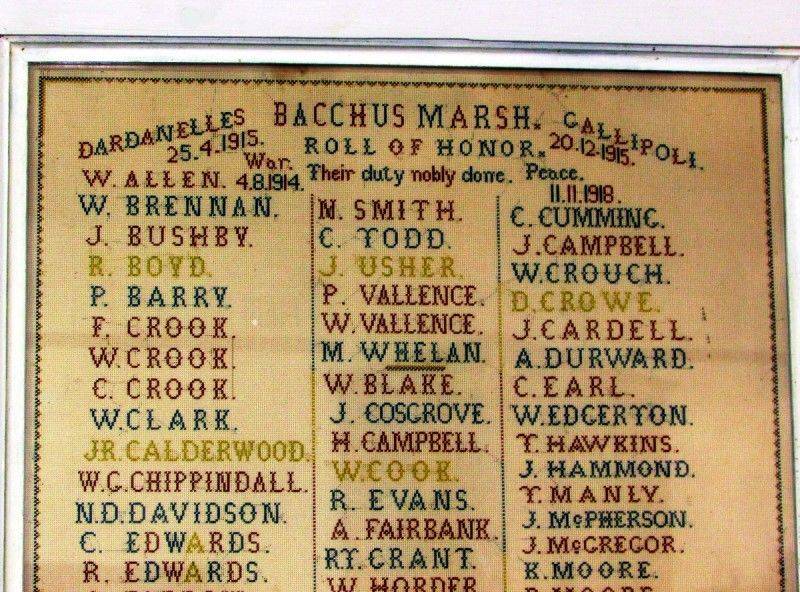 BACCHUS MARSH.
DARDANELLES
25.4.1915.
GALLIPOLI.
20.12.1915.
ROLL OF HONOR.
War.
4.8.1914.
Their duty nobly done.
Peace.
11.11.1918.
W. ALLEN.
W. BRENNAN.
J. BUSHBY.
R. BOYD.
P. BARRY.
F. CROOK.
W. CROOK.
C. CROOK.
W. CLARK.
JR. CALDERWOOD.
W.G. CHIPPINDALL.
N.D. DAVIDSON.
C. EDWARDS.
R. EDWARDS.
N. SMITH.
C. TODD.
J. USHER.
P. VALLENCE.
W. VALLENCE.
M. WHELAN.
W. BLAKE.
J. COSGROVE.
H. CAMPBELL.
W. COOK.
R. EVANS.
A. FAIRBANK.
RT. GRANT.
W. HORDER
C. CUMMING.
J. CAMPBELL.
W. CROUCH.
D. CROWE.
J. CARDELL.
A. DURWARD.
C. EARL.
W. EDGERTON.
T. HAWKINS.
J. HAMMOND.
T. MANLY.
J. McPHERSON.
J. McGREGOR.
K. MOORE.